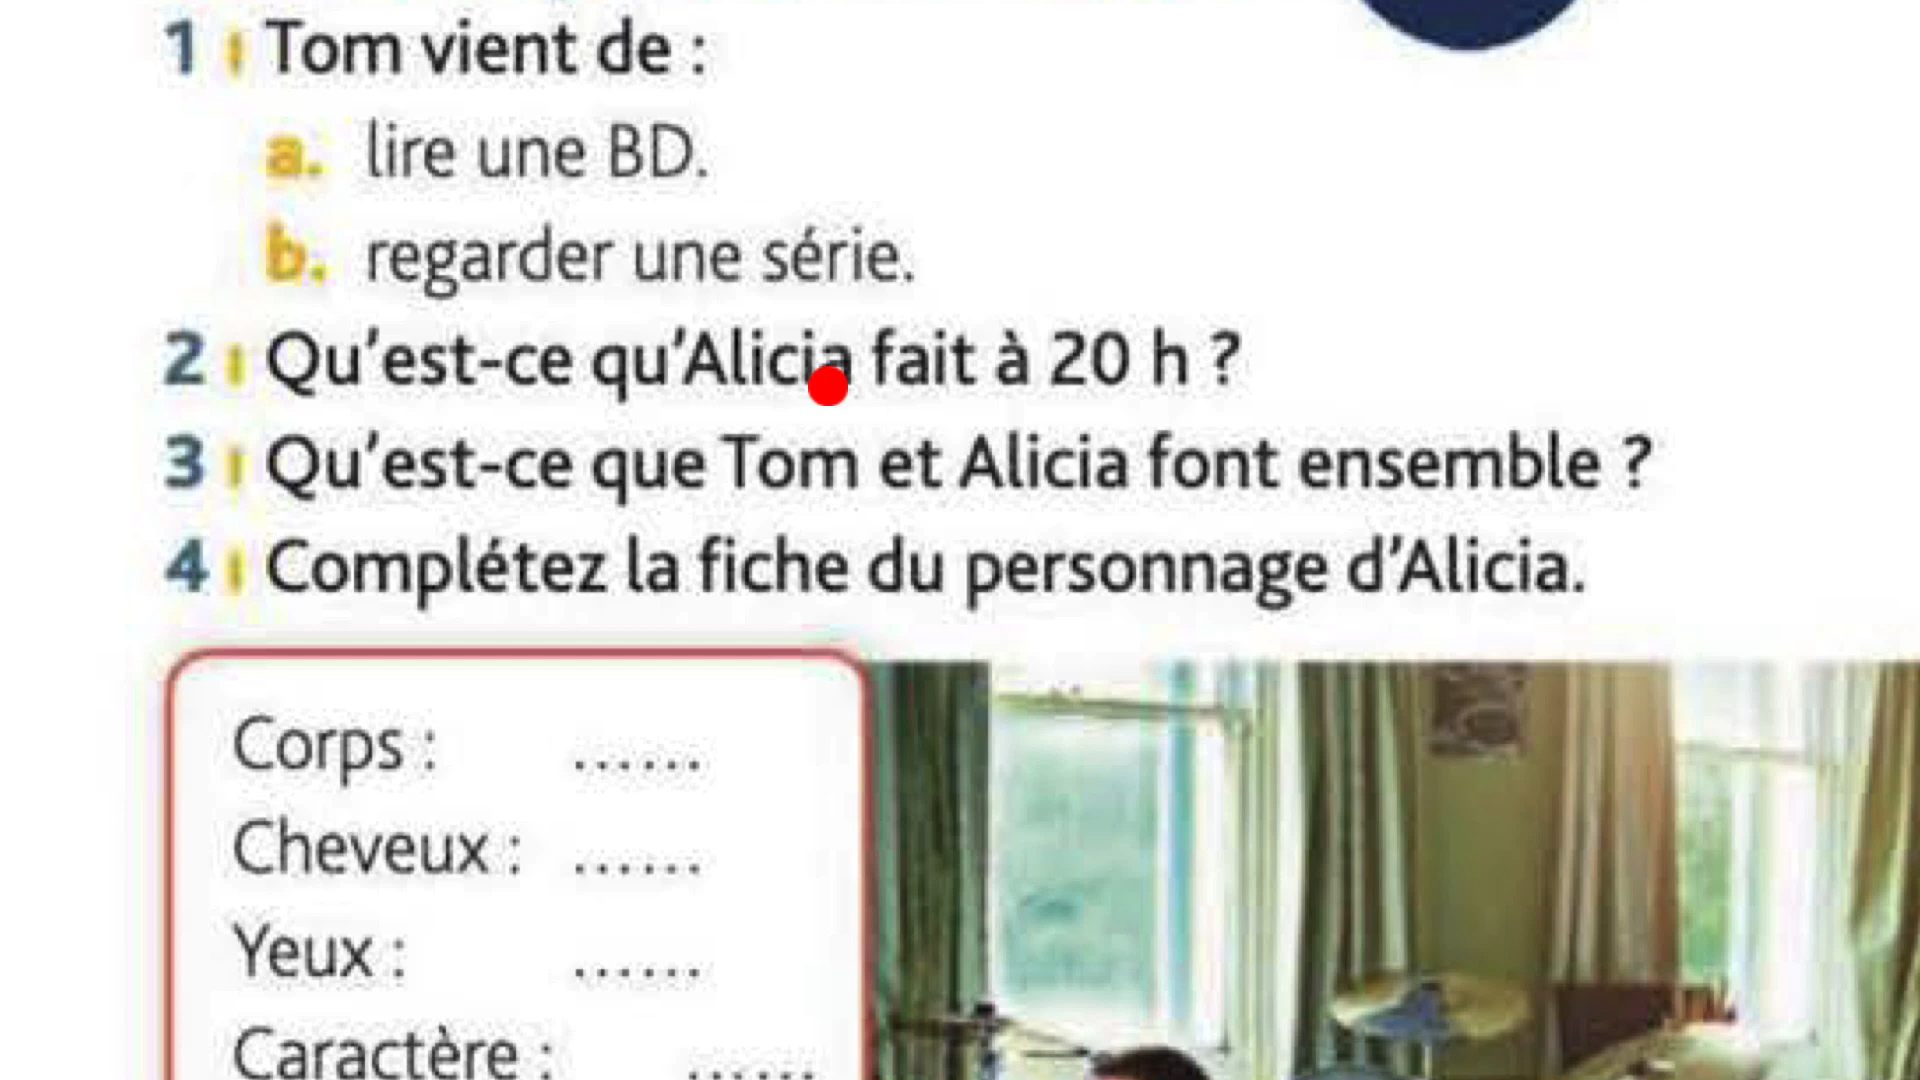 1 Tom vient de :
a. lire une BD.
b. regarder une série.
2 Qu'est-ce qu'Alicia fait à 20 h ?
3 Qu'est-ce que Tom et Alicia font ensemble ?
4 Complétez la fiche du personnage d'Alicia.
Corps : ......
Cheveux : ......
Yeux : ......
Caractère : ......